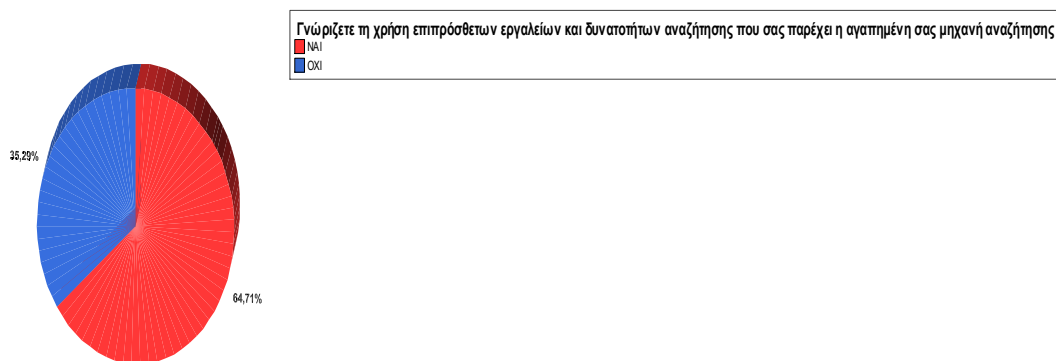 Γνώριζετε τη χρήση επιπρόσθετων εργαλείων και δυνατοτήτων αναζήτησης που σας παρέχει η αγαπημένη σας μηχανή αναζήτησης
ΝΑΙ
ΟΧΙ
35,29%
64,71%